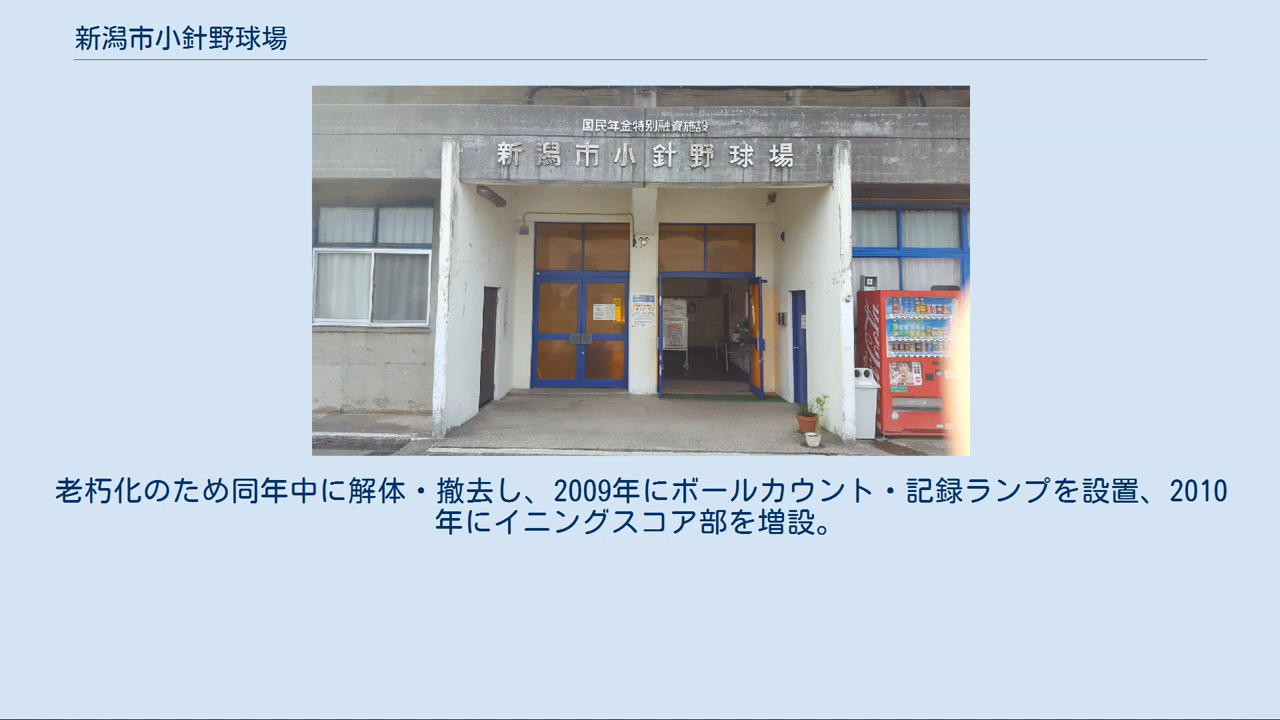 新潟市小針野球場
国民年金特別融資施設
新潟市小針野球場
老朽化のため同年中に解体・撤去し、2009年にボールカウント・記録ランプを設置、2010
年にイニングスコア部を増設。